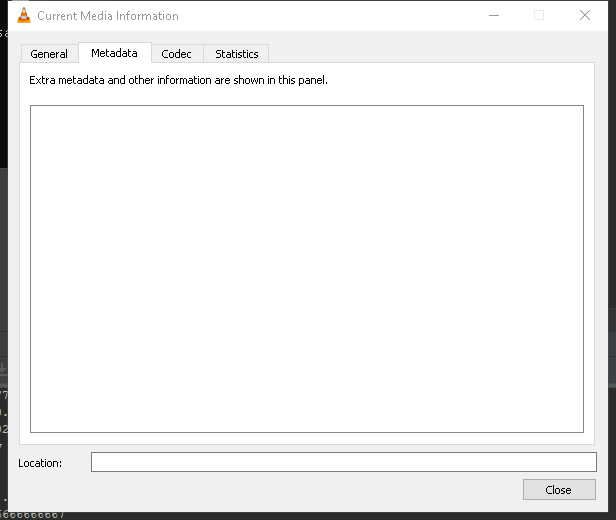 Current Media Information
General Metadata Codec Statistics
Extra metadata and other information are shown in this panel.
Location:
Close